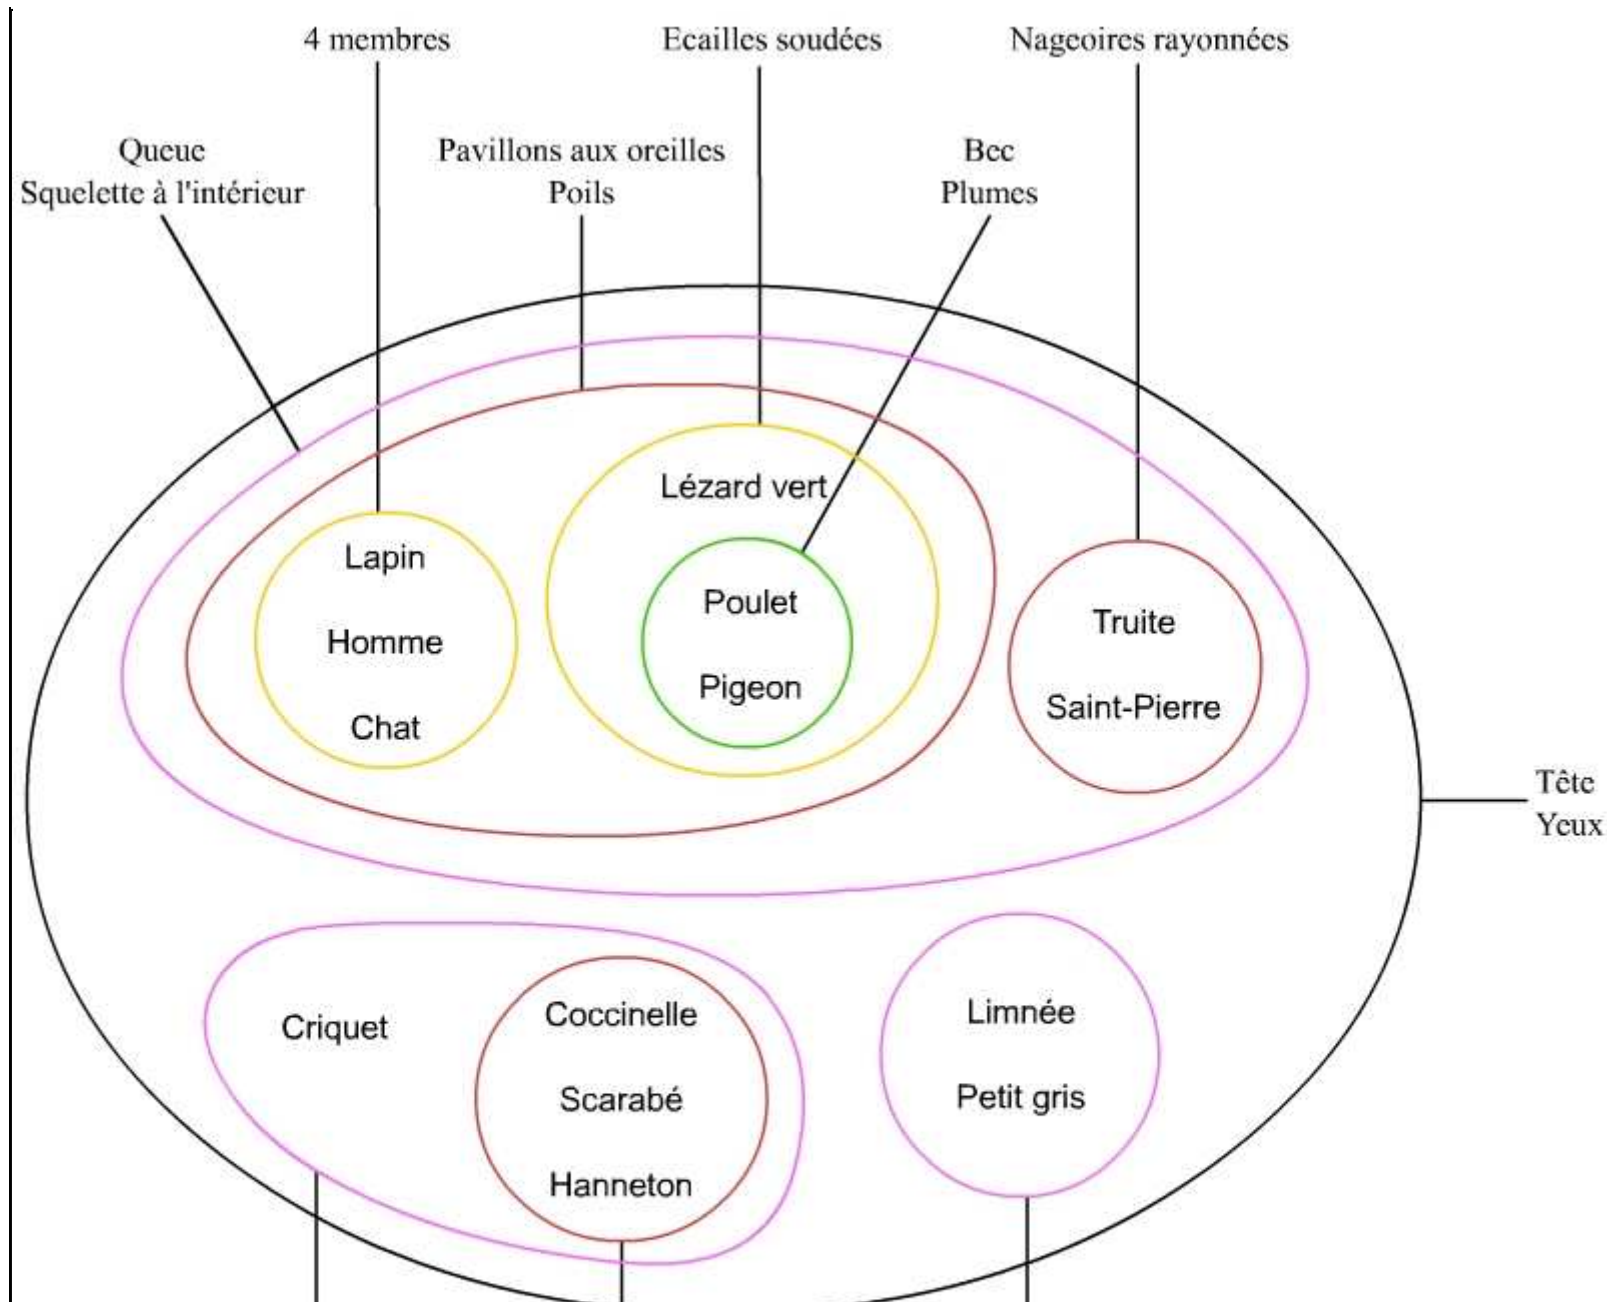 4 membres
Ecailles soudées
Nageoires rayonnées
Queue
Squelette à l'intérieur
Pavillons aux oreilles
Poils
Bec
Plumes
Lézard vert
Lapin
Homme
Chat
Poulet
Pigeon
Truite
Saint-Pierre
Tête
Yeux
Criquet
Coccinelle
Scarabé
Hanneton
Limnée
Petit gris